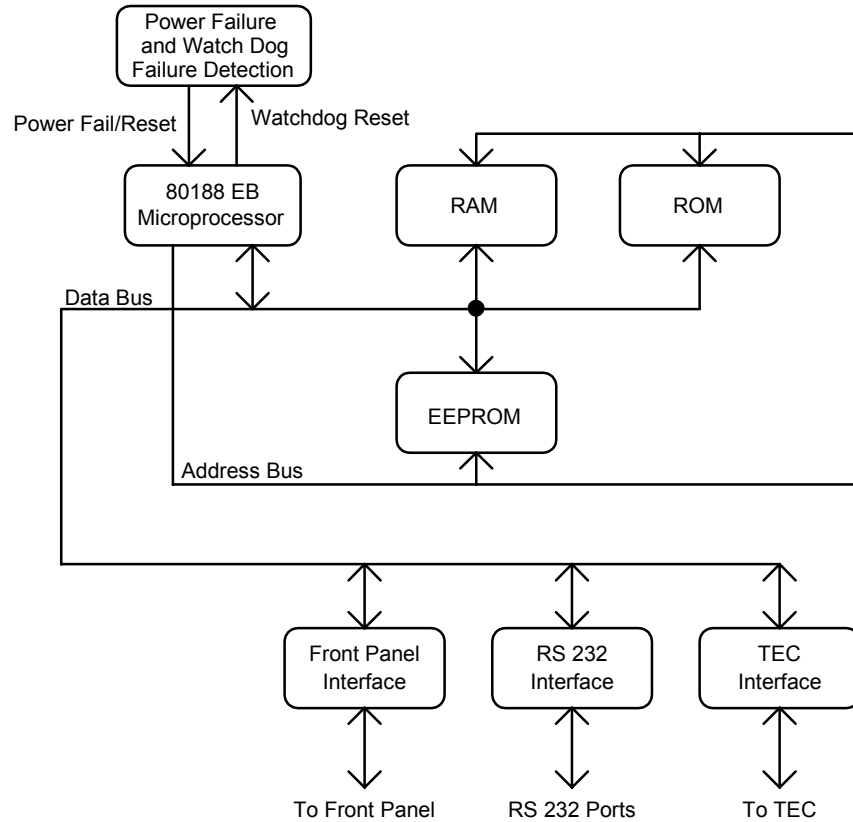 Power Failure
and Watch Dog
Failure Detection
Power Fail/Reset
Watchdog Reset
80188 EB
Microprocessor
RAM
ROM
Data Bus
EEPROM
Address Bus
Front Panel
Interface
RS 232
Interface
TEC
Interface
To Front Panel
RS 232 Ports
To TEC